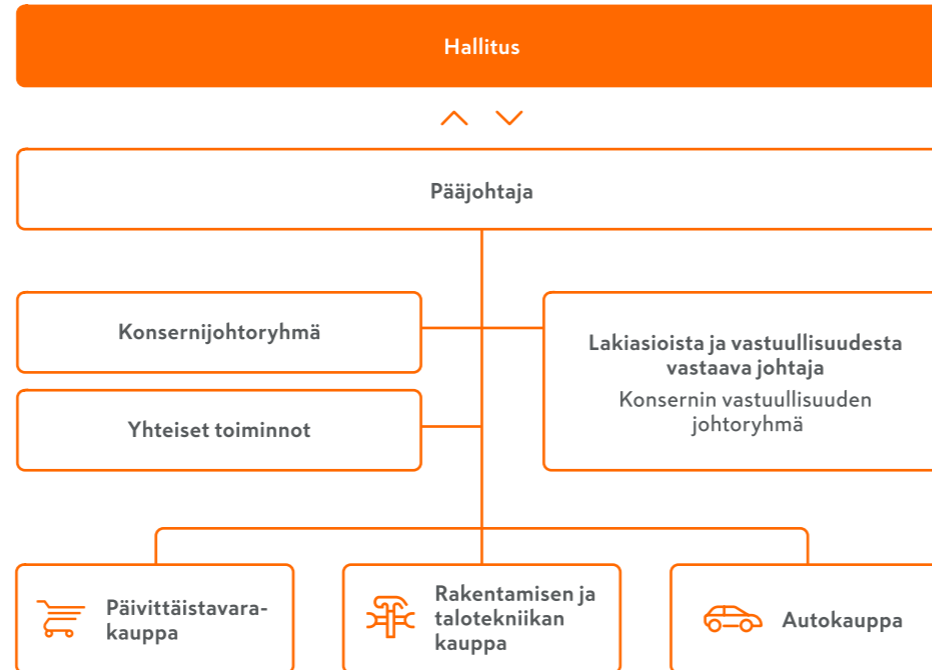 Hallitus
Pääjohtaja
Konsernijohtoryhmä
Lakiasioista ja vastuullisuudesta
vastaava johtaja
Konsernin vastuullisuuden
johtoryhmä
Yhteiset toiminnot
Päivittäistavara-
kauppa
Rakentamisen ja
talotekniikan
kauppa
Autokauppa